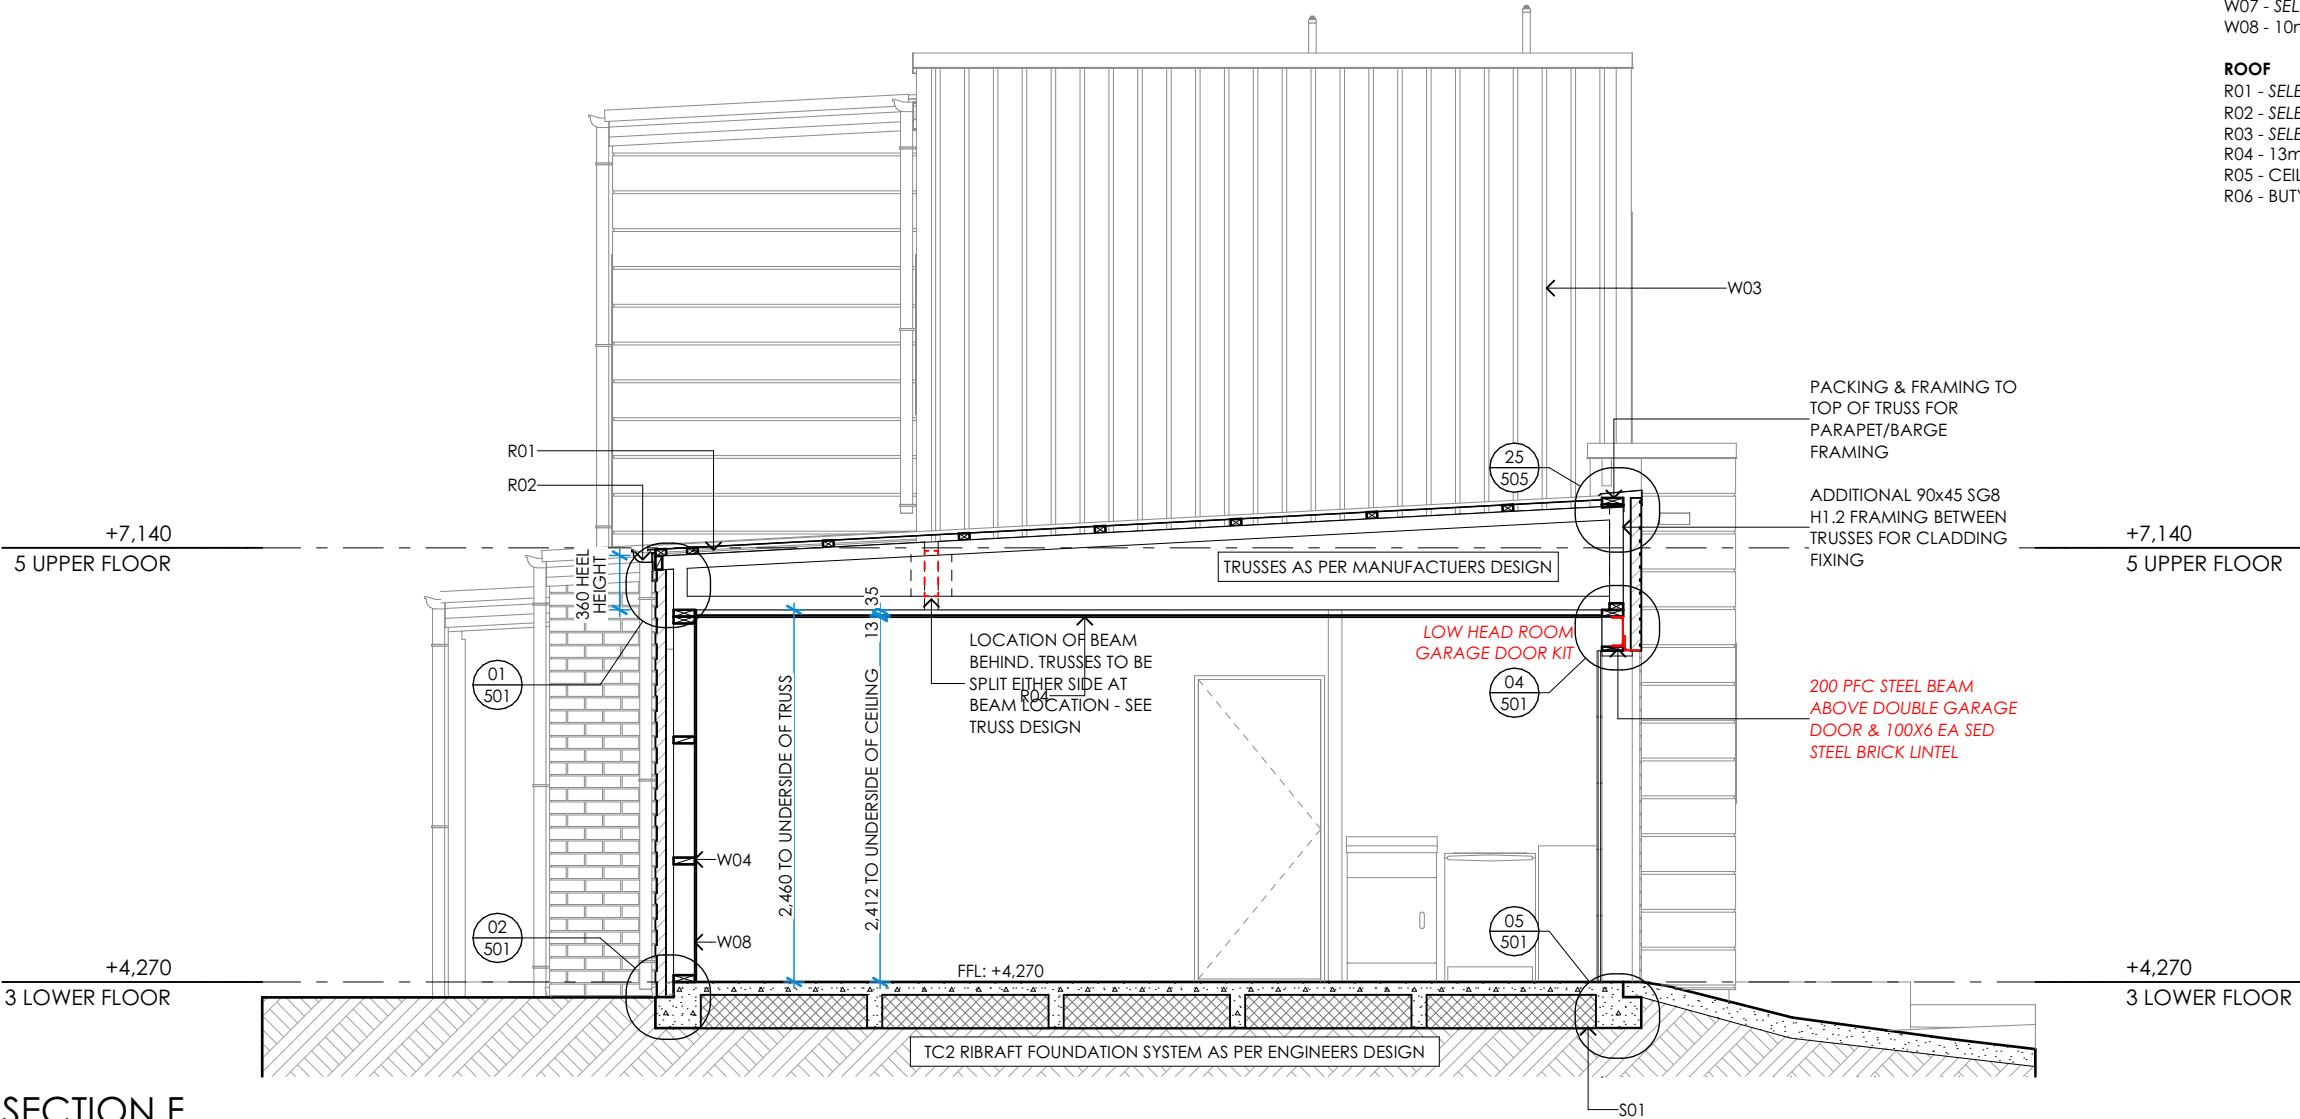 W07 - SEL
W08 - 10m
ROOF
R01 - SELE
R02 - SELE
R03 - SELE
R04 - 13m
R05 - CEIL
R06 - BUTY
W03
PACKING & FRAMING TO
TOP OF TRUSS FOR
PARAPET/BARGE
FRAMING
R01
R02
25
505
ADDITIONAL 90x45 SG8
H1.2 FRAMING BETWEEN
TRUSSES FOR CLADDING
FIXING
+7,140
5 UPPER FLOOR
+7,140
5 UPPER FLOOR
360 HEEL
HEIGHT
TRUSSES AS PER MANUFACTUERS DESIGN
35
13
LOCATION OF BEAM
BEHIND. TRUSSES TO BE
SPLIT EITHER SIDE AT
BEAM LOCATION - SEE
TRUSS DESIGN
R04
LOW HEAD ROOM
GARAGE DOOR KIT
01
501
04
501
200 PFC STEEL BEAM
ABOVE DOUBLE GARAGE
DOOR & 100X6 EA SED
STEEL BRICK LINTEL
2,460 TO UNDERSIDE OF TRUSS
2,412 TO UNDERSIDE OF CEILING
W04
W08
02
501
05
501
FFL: +4,270
+4,270
3 LOWER FLOOR
+4,270
3 LOWER FLOOR
TC2 RIBRAFT FOUNDATION SYSTEM AS PER ENGINEERS DESIGN
S01